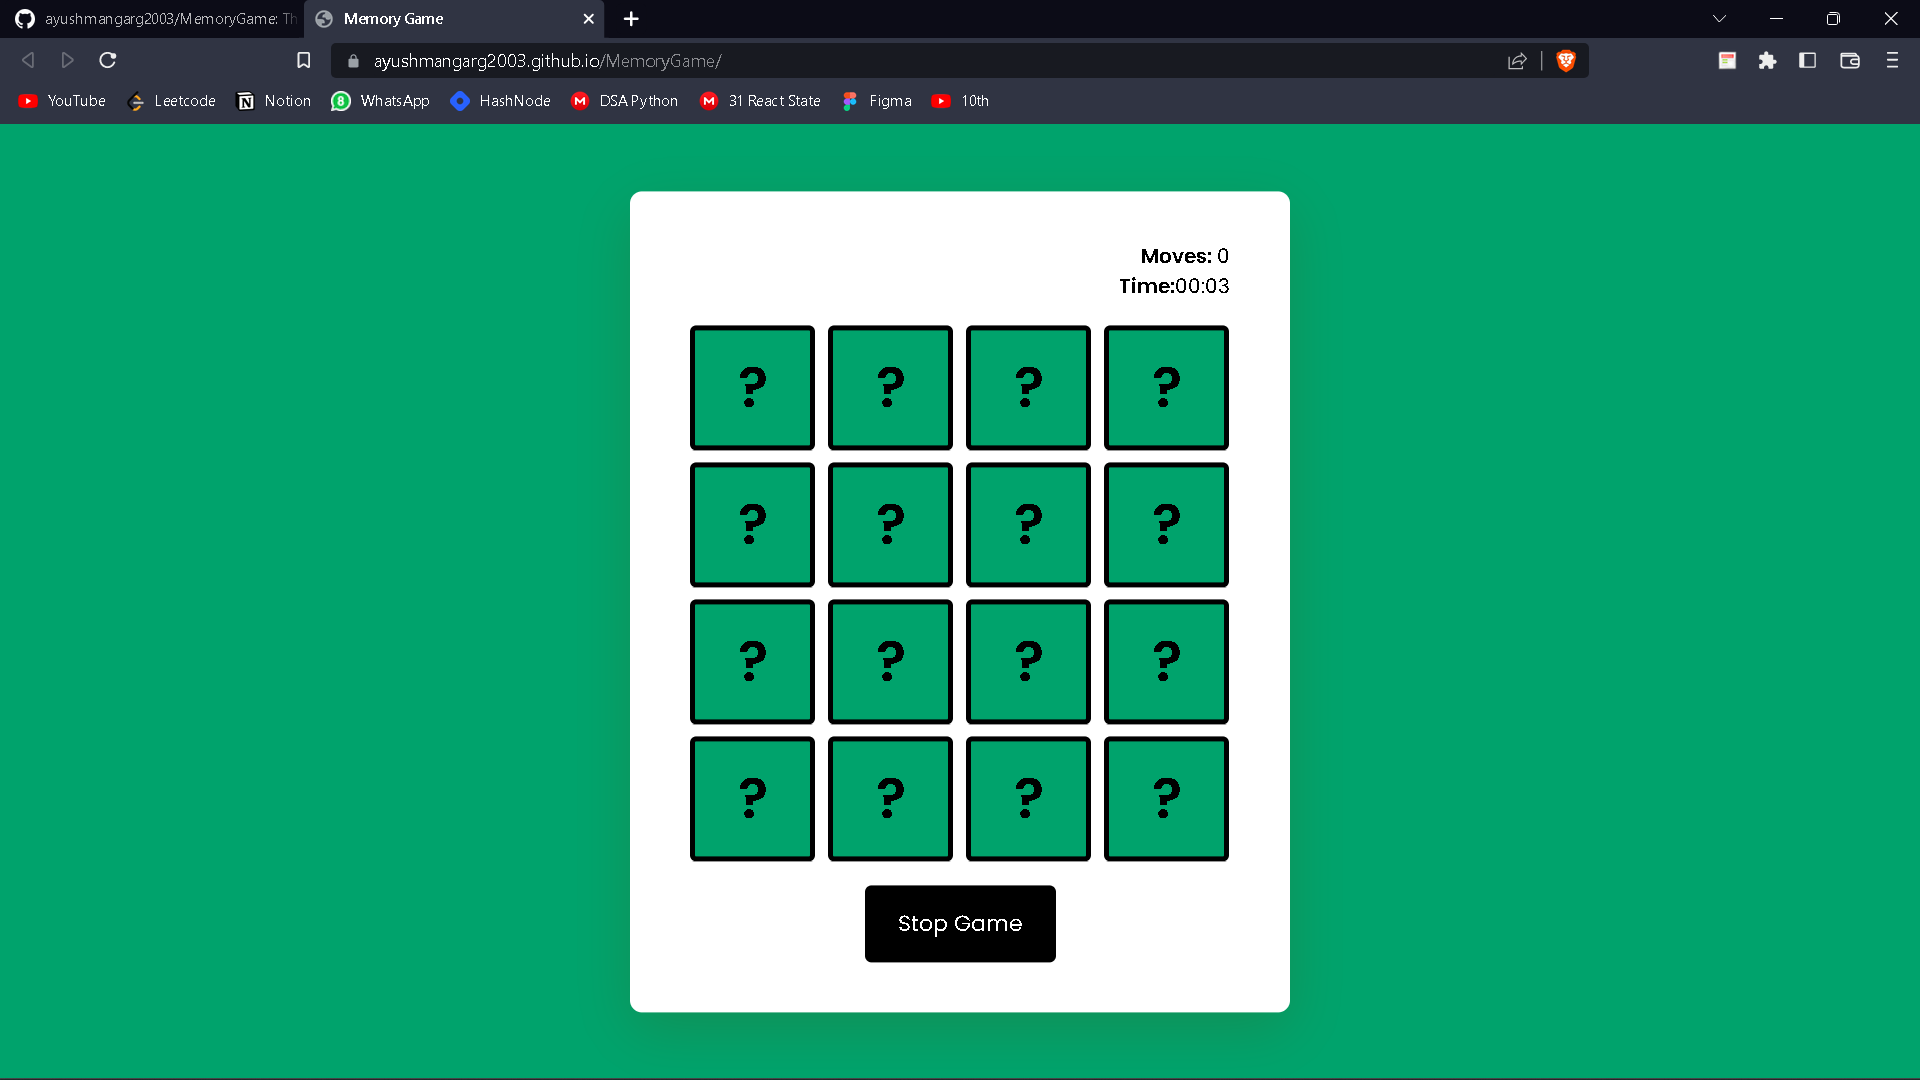 ayushmangarg2003/MemoryGame: Th
Memory Game
ayushmangarg2003.github.io/MemoryGame/
YouTube
Leetcode
Notion
8
WhatsApp
HashNode
M
DSA Python
M
31 React State
Figma
10th
Moves: 0
Time:00:03
? ? ? ?
? ? ? ?
? ? ? ?
? ? ? ?
Stop Game